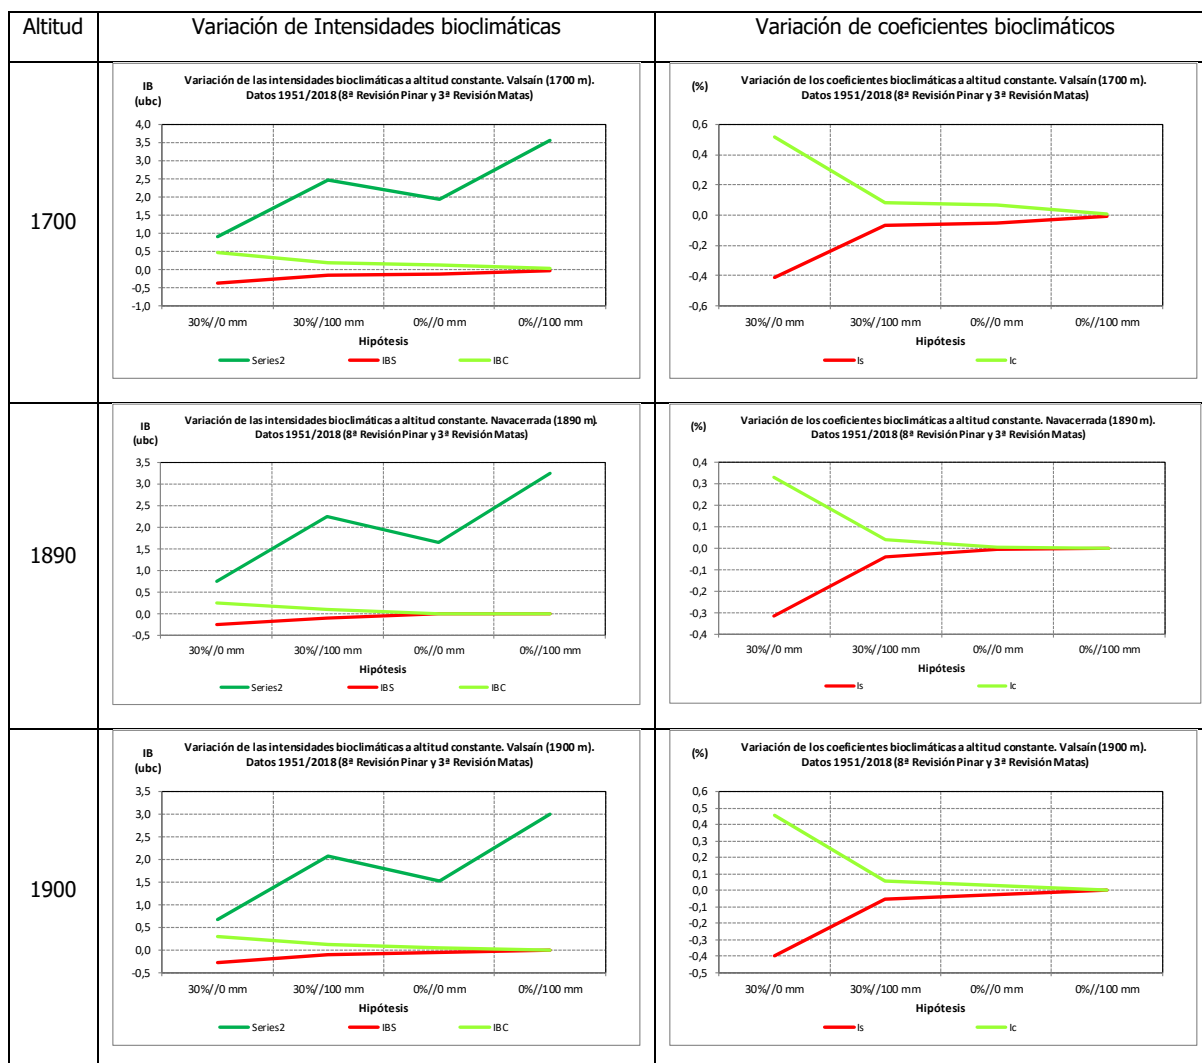 Altitud
Variación de Intensidades bioclimáticas
Variación de coeficientes bioclimáticos
1700
IB
(ubc)
Variación de las intensidades bioclimáticas a altitud constante. Valsaín (1700 m).
Datos 1951/2018 (8ª Revisión Pinar y 3ª Revisión Matas)
4,0
3,5
3,0
2,5
2,0
1,5
1,0
0,5
0,0
-0,5
-1,0
30%//0 mm
30%//100 mm
0%//0 mm
0%//100 mm
Hipótesis
Series2
IBS
IBC
(%)
Variación de los coeficientes bioclimáticas a altitud constante. Valsaín (1700 m).
Datos 1951/2018 (8ª Revisión Pinar y 3ª Revisión Matas)
0,6
0,4
0,2
0,0
-0,2
-0,4
-0,6
30%//0 mm
30%//100 mm
0%//0 mm
0%//100 mm
Hipótesis
Is
Ic
1890
IB
(ubc)
Variación de las intensidades bioclimáticas a altitud constante. Navacerrada (1890 m).
Datos 1951/2018 (8ª Revisión Pinar y 3ª Revisión Matas)
3,5
3,0
2,5
2,0
1,5
1,0
0,5
0,0
-0,5
30%//0 mm
30%//100 mm
0%//0 mm
0%//100 mm
Hipótesis
Series2
IBS
IBC
(%)
Variación de los coeficientes bioclimáticas a altitud constante. Navacerrada (1890 m).
Datos 1951/2018 (8ª Revisión Pinar y 3ª Revisión Matas)
0,4
0,3
0,2
0,1
0,0
-0,1
-0,2
-0,3
-0,4
30%//0 mm
30%//100 mm
0%//0 mm
0%//100 mm
Hipótesis
Is
Ic
1900
IB
(ubc)
Variación de las intensidades bioclimáticas a altitud constante. Valsaín (1900 m).
Datos 1951/2018 (8ª Revisión Pinar y 3ª Revisión Matas)
3,5
3,0
2,5
2,0
1,5
1,0
0,5
0,0
-0,5
30%//0 mm
30%//100 mm
0%//0 mm
0%//100 mm
Hipótesis
Series2
IBS
IBC
(%)
Variación de los coeficientes bioclimáticas a altitud constante. Valsaín (1900 m).
Datos 1951/2018 (8ª Revisión Pinar y 3ª Revisión Matas)
0,6
0,5
0,4
0,3
0,2
0,1
0,0
-0,1
-0,2
-0,3
-0,4
-0,5
30%//0 mm
30%//100 mm
0%//0 mm
0%//100 mm
Hipótesis
Is
Ic